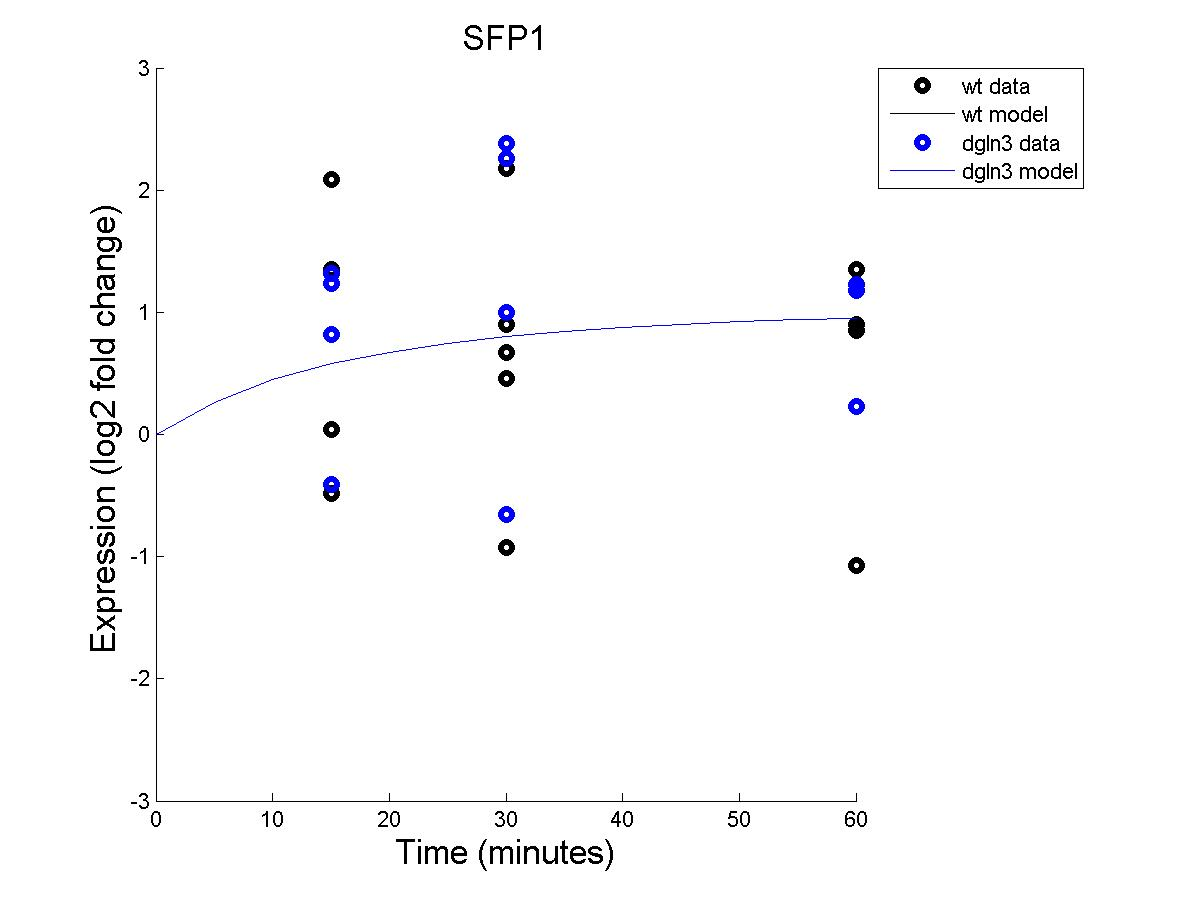 SFP1
wt data
wt model
dgln3 data
dgln3 model
Expression (log2 fold change)
3
2
1
0
-1
-2
-3
0 10 20 30 40 50 60
Time (minutes)